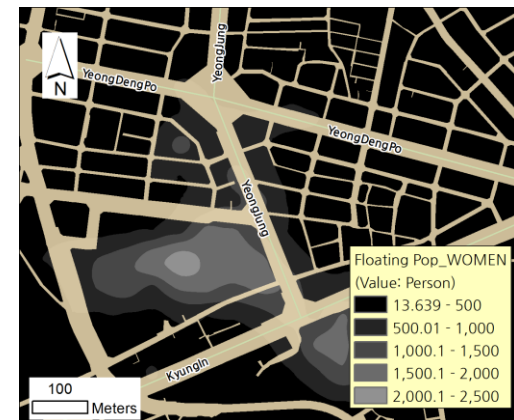 YeongJung
N
YeongDengPo
YeongDengPo
YeongJung
Floating Pop_WOMEN
(Value: Person)
13.639 - 500
500.01 - 1,000
1,000.1 - 1,500
1,500.1 - 2,000
2,000.1 - 2,500
KyungIn
100
Meters